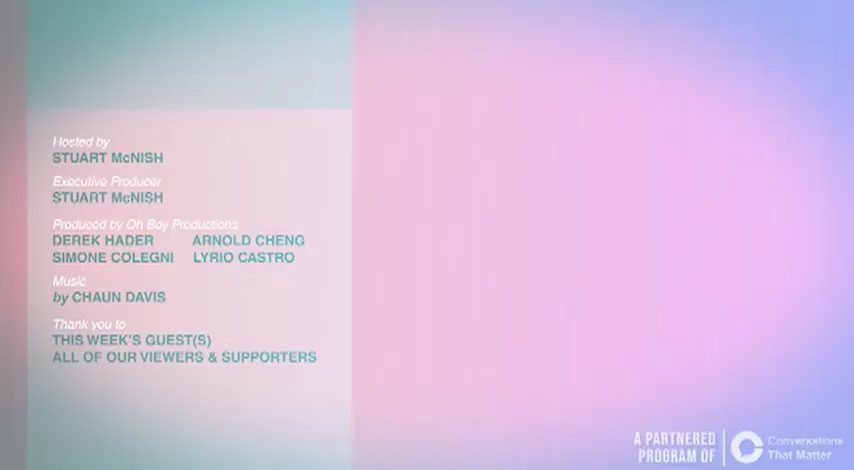 Hosted by
STUART McNISH
Executive Producer
STUART McNISH
Produced by Oh Boy Productions
DEREK HADER ARNOLD CHENG
SIMONE COLEGNI LYRIO CASTRO
Music
by CHAUN DAVIS
Thank you to
THIS WEEK'S GUEST(S)
ALL OF OUR VIEWERS & SUPPORTERS
A PARTNERED
PROGRAM OF
Conversations
That Matter